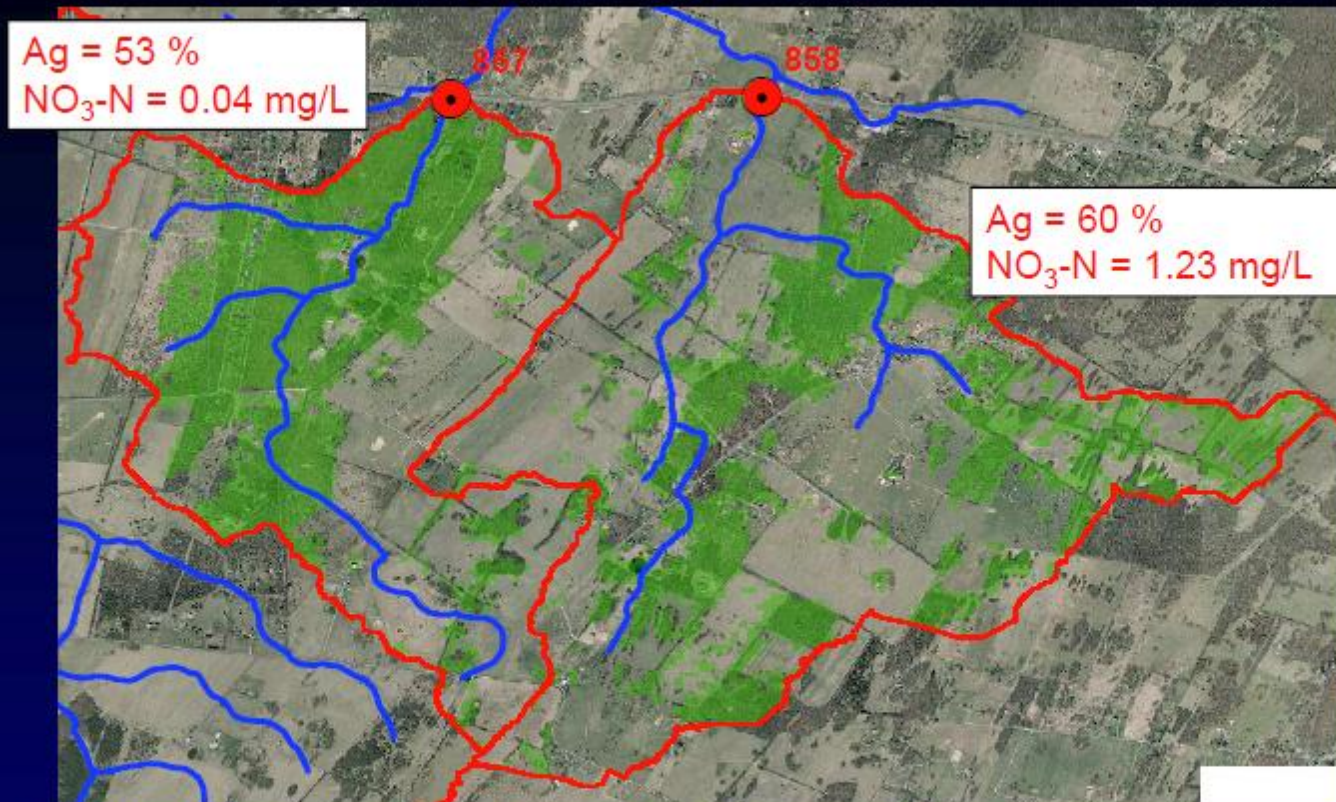 Ag = 53 %
NO₃-N = 0.04 mg/L
858
Ag = 60 %
NO₃-N = 1.23 mg/L